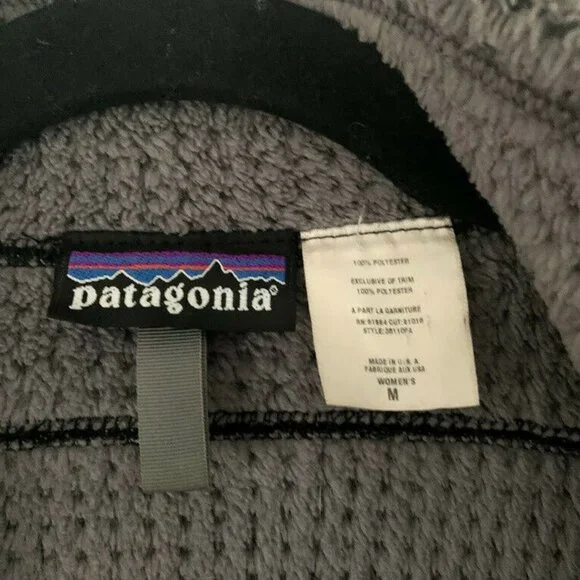 patagonia®
100% POLYESTER
EXCLUSIVE OF TRIM
100% POLYESTER
A PART LA GARNITURE
MADE IN U.S.A.
FABRIQUE AUX USA
WOMEN'S
M